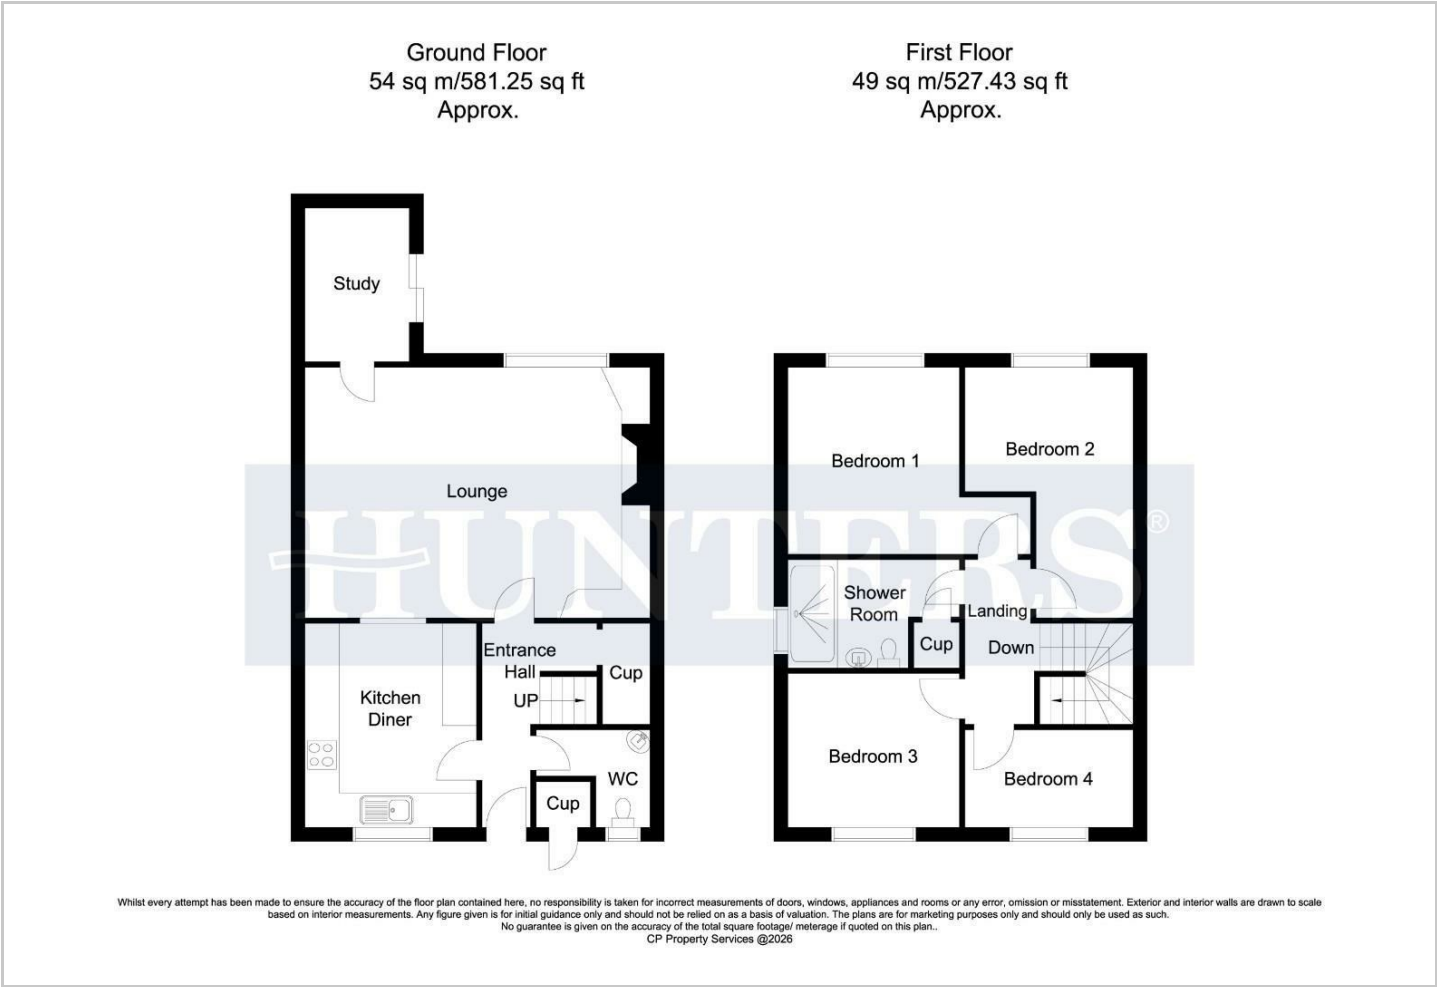 Ground Floor
54 sq m/581.25 sq ft
Approx.
First Floor
49 sq m/527.43 sq ft
Approx.
Study
Lounge
Bedroom 1
Bedroom 2
HUNTERS®
Shower
Room
Landing
Cup
Down
Entrance
Hall
UP
Cup
Kitchen
Diner
WC
Cup
Bedroom 3
Bedroom 4
Whilst every attempt has been made to ensure the accuracy of the floor plan contained here, no responsibility is taken for incorrect measurements of doors, windows, appliances and rooms or any error, omission or misstatement. Exterior and interior walls are drawn to scale
based on interior measurements. Any figure given is for initial guidance only and should not be relied on as a basis of valuation. The plans are for marketing purposes only and should only be used as such.
No guarantee is given on the accuracy of the total square footage/ meterage if quoted on this plan..
CP Property Services @2026